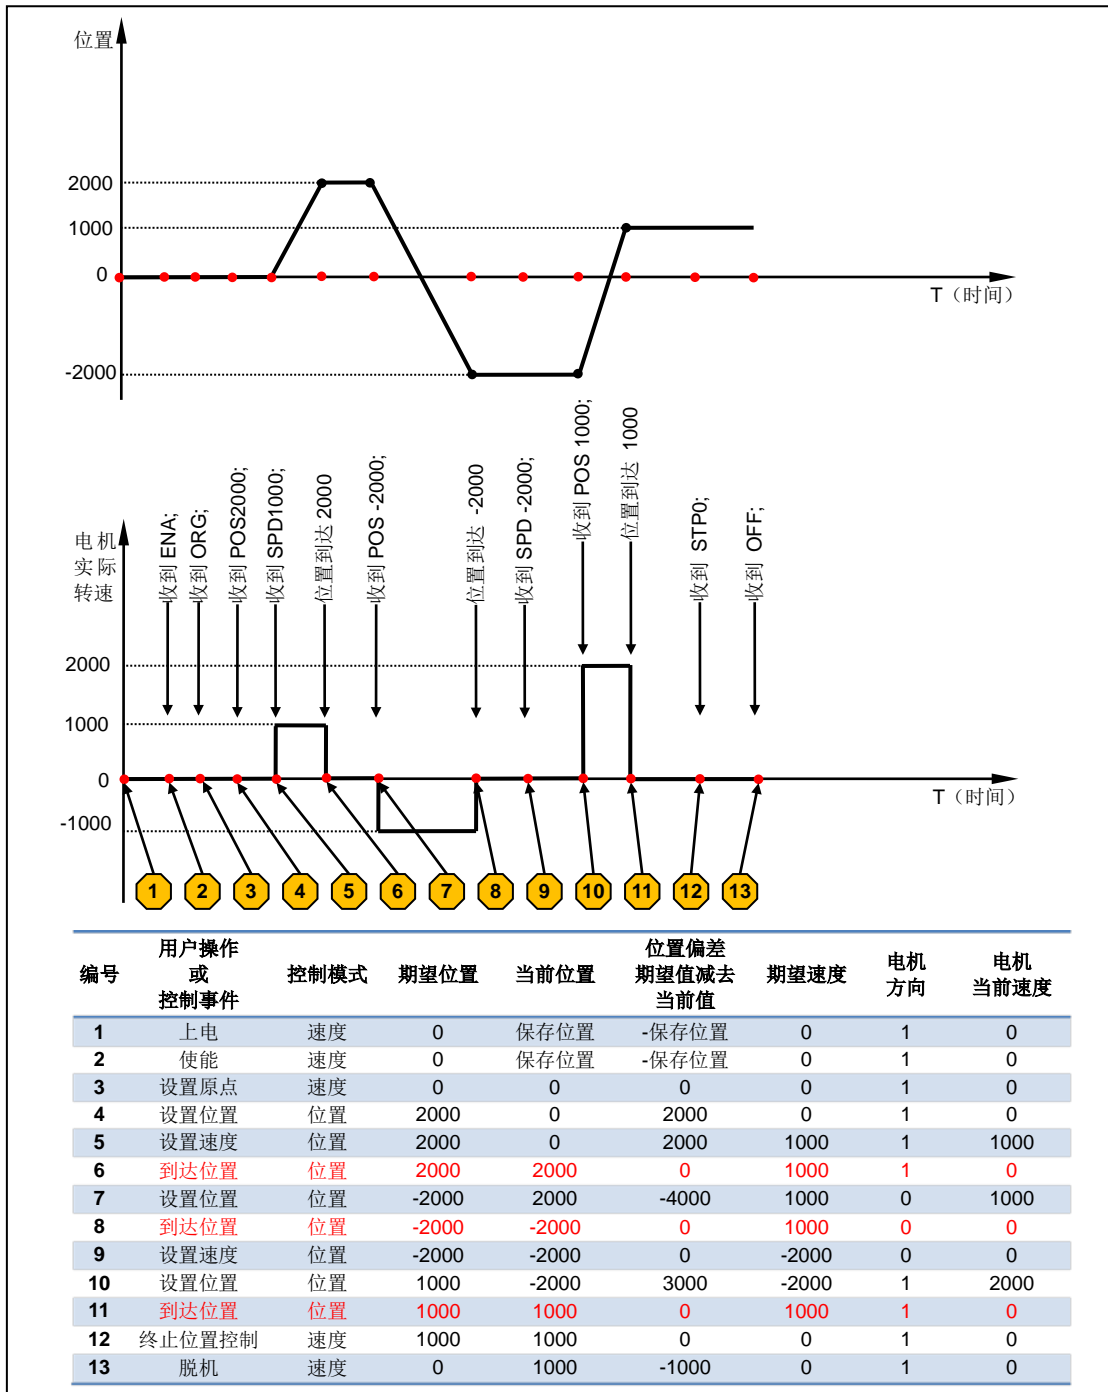 位置
2000
1000
0
T（时间）
-2000
收到 ENA;
收到 ORG;
收到 POS2000;
收到 SPD1000;
位置到达 2000
收到 POS -2000;
位置到达 -2000
收到 SPD -2000;
收到 POS 1000;
位置到达 1000
收到 STP0;
收到 OFF;
电机
实际
转速
2000
1000
0
T（时间）
-1000
1 2 3 4 5 6 7 8 9 10 11 12 13
编号 用户操作或控制事件 控制模式 期望位置 当前位置 位置偏差期望值减去当前值 期望速度 电机方向 电机当前速度
1 上电 速度 0 保存位置 -保存位置 0 1 0
2 使能 速度 0 保存位置 -保存位置 0 1 0
3 设置原点 速度 0 0 0 0 1 0
4 设置位置 位置 2000 0 2000 0 1 0
5 设置速度 位置 2000 0 2000 1000 1 1000
6 到达位置 位置 2000 2000 0 1000 1 0
7 设置位置 位置 -2000 2000 -4000 1000 0 1000
8 到达位置 位置 -2000 -2000 0 1000 0 0
9 设置速度 位置 -2000 -2000 0 -2000 0 0
10 设置位置 位置 1000 -2000 3000 -2000 1 2000
11 到达位置 位置 1000 1000 0 1000 1 0
12 终止位置控制 速度 1000 1000 0 0 1 0
13 脱机 速度 0 1000 -1000 0 1 0